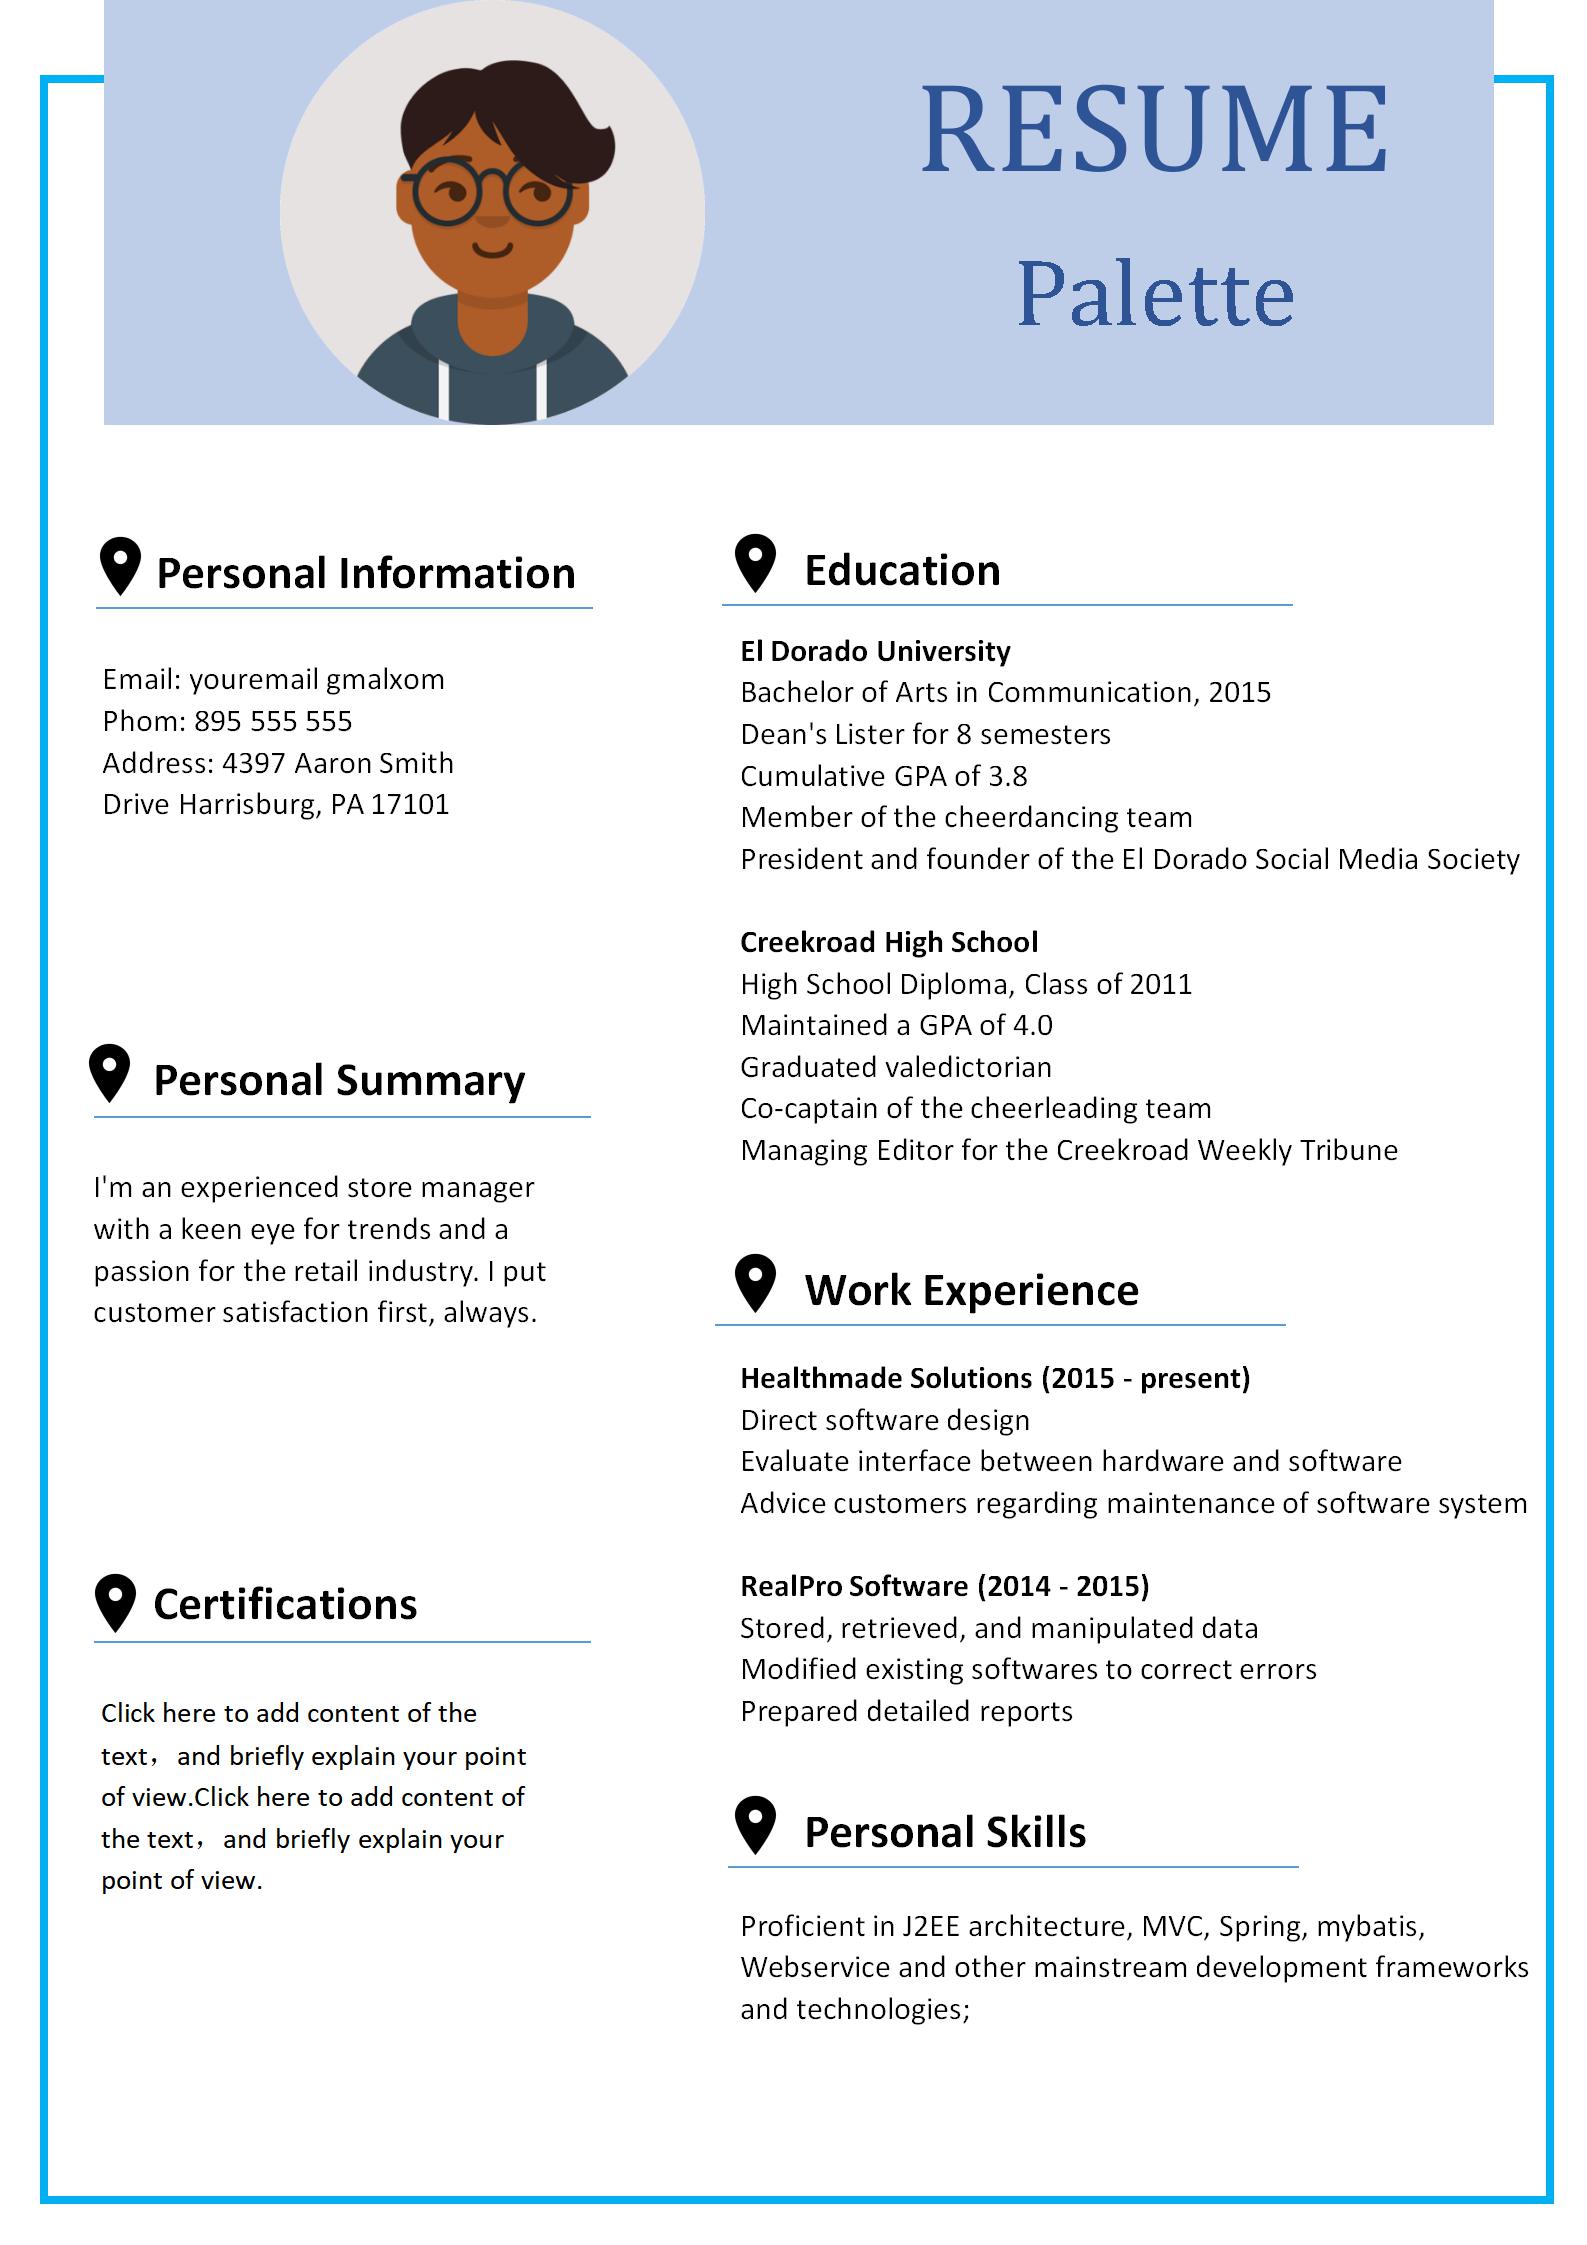 RESUME
Palette
Personal Information
Email: youremail gmalxom
Phom: 895 555 555
Address: 4397 Aaron Smith
Drive Harrisburg, PA 17101
Personal Summary
I'm an experienced store manager
with a keen eye for trends and a
passion for the retail industry. I put
customer satisfaction first, always.
Certifications
Click here to add content of the
text，and briefly explain your point
of view.Click here to add content of
the text，and briefly explain your
point of view.
Education
El Dorado University
Bachelor of Arts in Communication, 2015
Dean's Lister for 8 semesters
Cumulative GPA of 3.8
Member of the cheerdancing team
President and founder of the El Dorado Social Media Society
Creekroad High School
High School Diploma, Class of 2011
Maintained a GPA of 4.0
Graduated valedictorian
Co-captain of the cheerleading team
Managing Editor for the Creekroad Weekly Tribune
Work Experience
Healthmade Solutions (2015 - present)
Direct software design
Evaluate interface between hardware and software
Advice customers regarding maintenance of software system
RealPro Software (2014 - 2015)
Stored, retrieved, and manipulated data
Modified existing softwares to correct errors
Prepared detailed reports
Personal Skills
Proficient in J2EE architecture, MVC, Spring, mybatis,
Webservice and other mainstream development frameworks
and technologies;